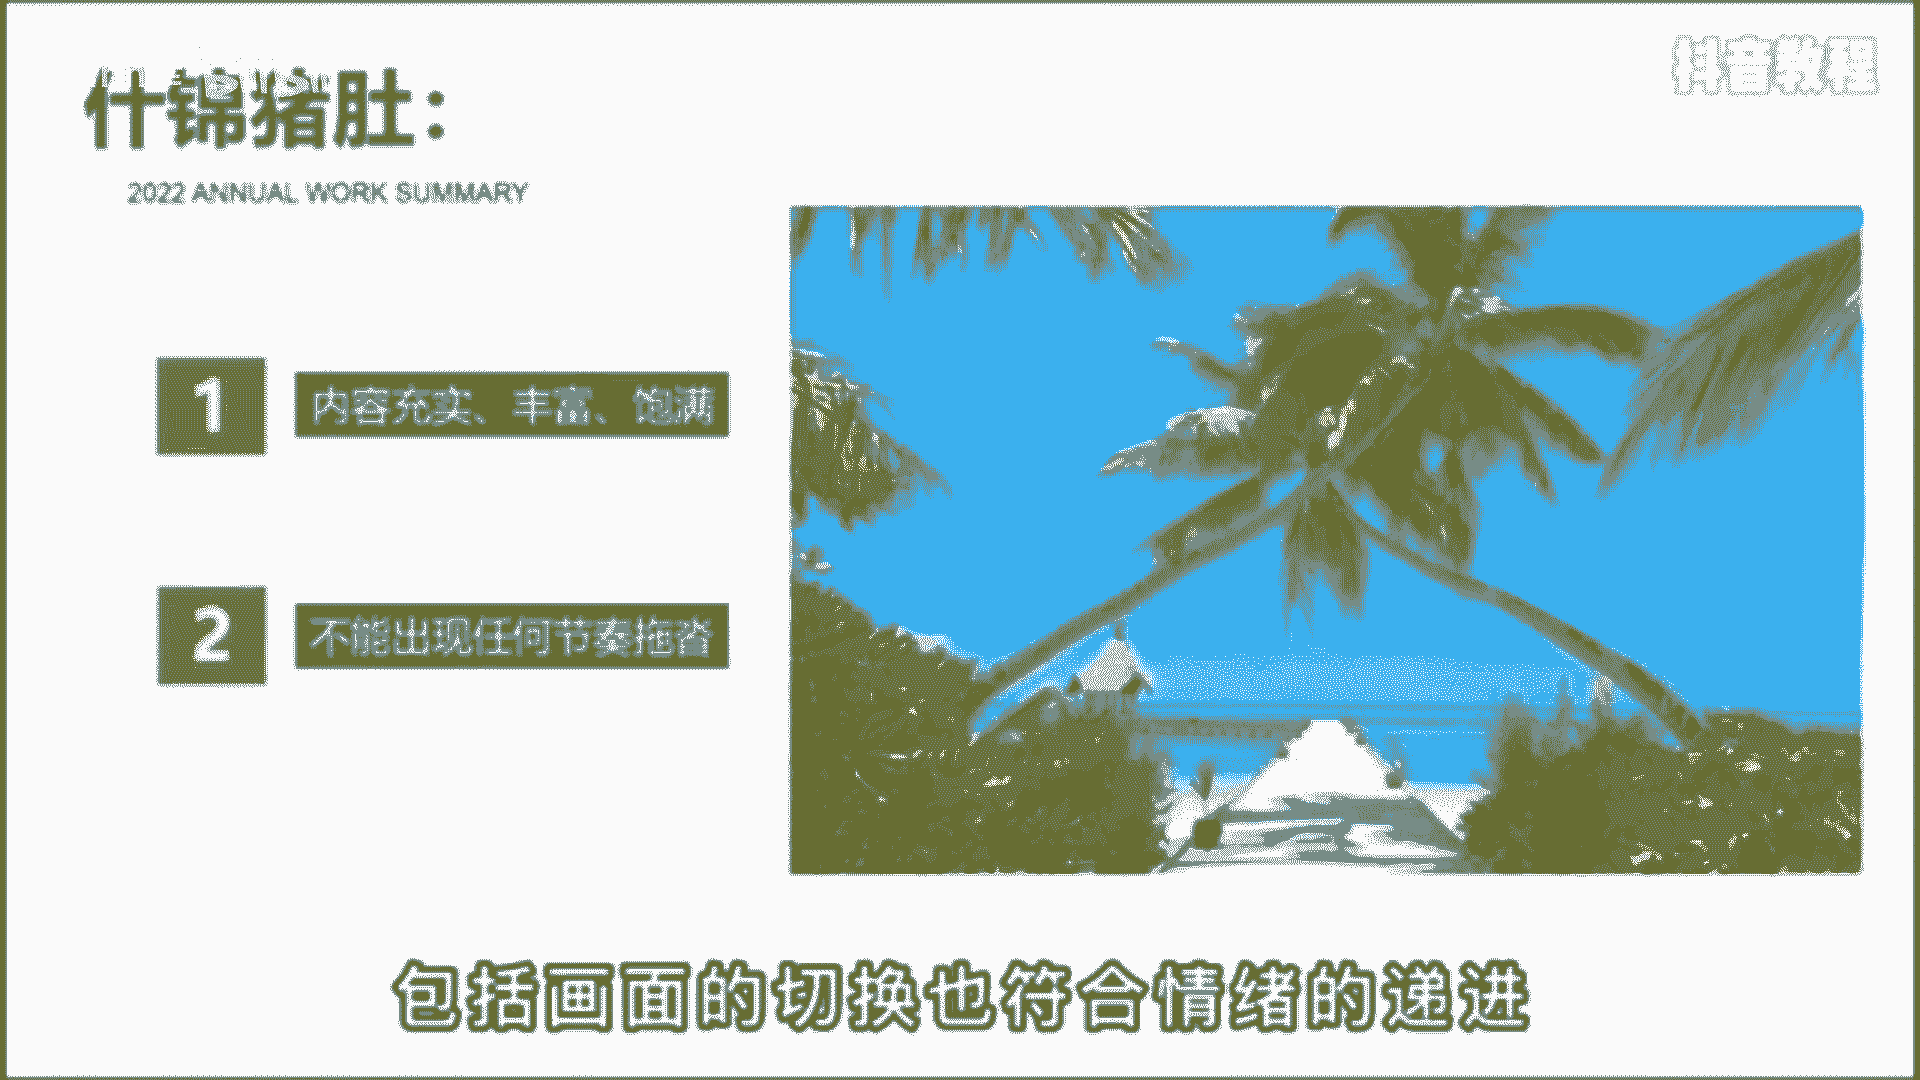 什锦猪肚：
抖音教程
2022 ANNUAL WORK SUMMARY
1
内容充实、丰富、饱满
2
不能出现任何节奏拖沓
包括画面的切换也符合情绪的递进